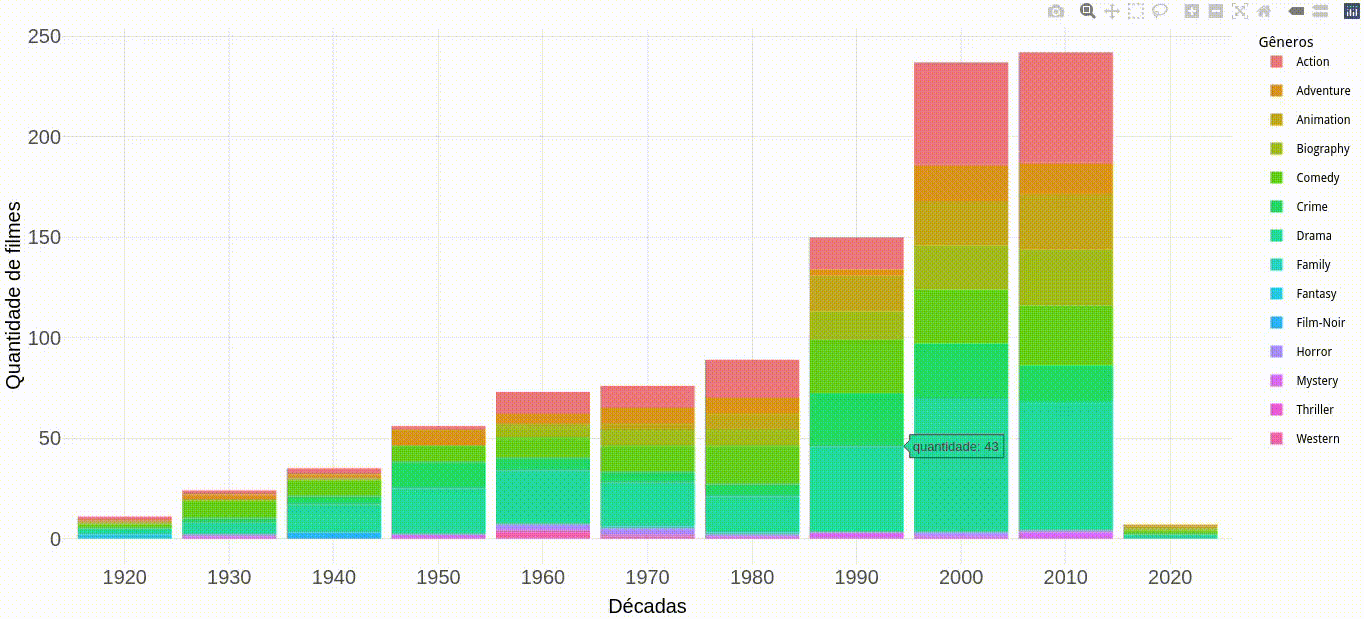 250
200
150
100
50
0
Quantidade de filmes
1920 1930 1940 1950 1960 1970 1980 1990 2000 2010 2020
Décadas
quantidade: 43
Gêneros
Action
Adventure
Animation
Biography
Comedy
Crime
Drama
Family
Fantasy
Film-Noir
Horror
Mystery
Thriller
Western